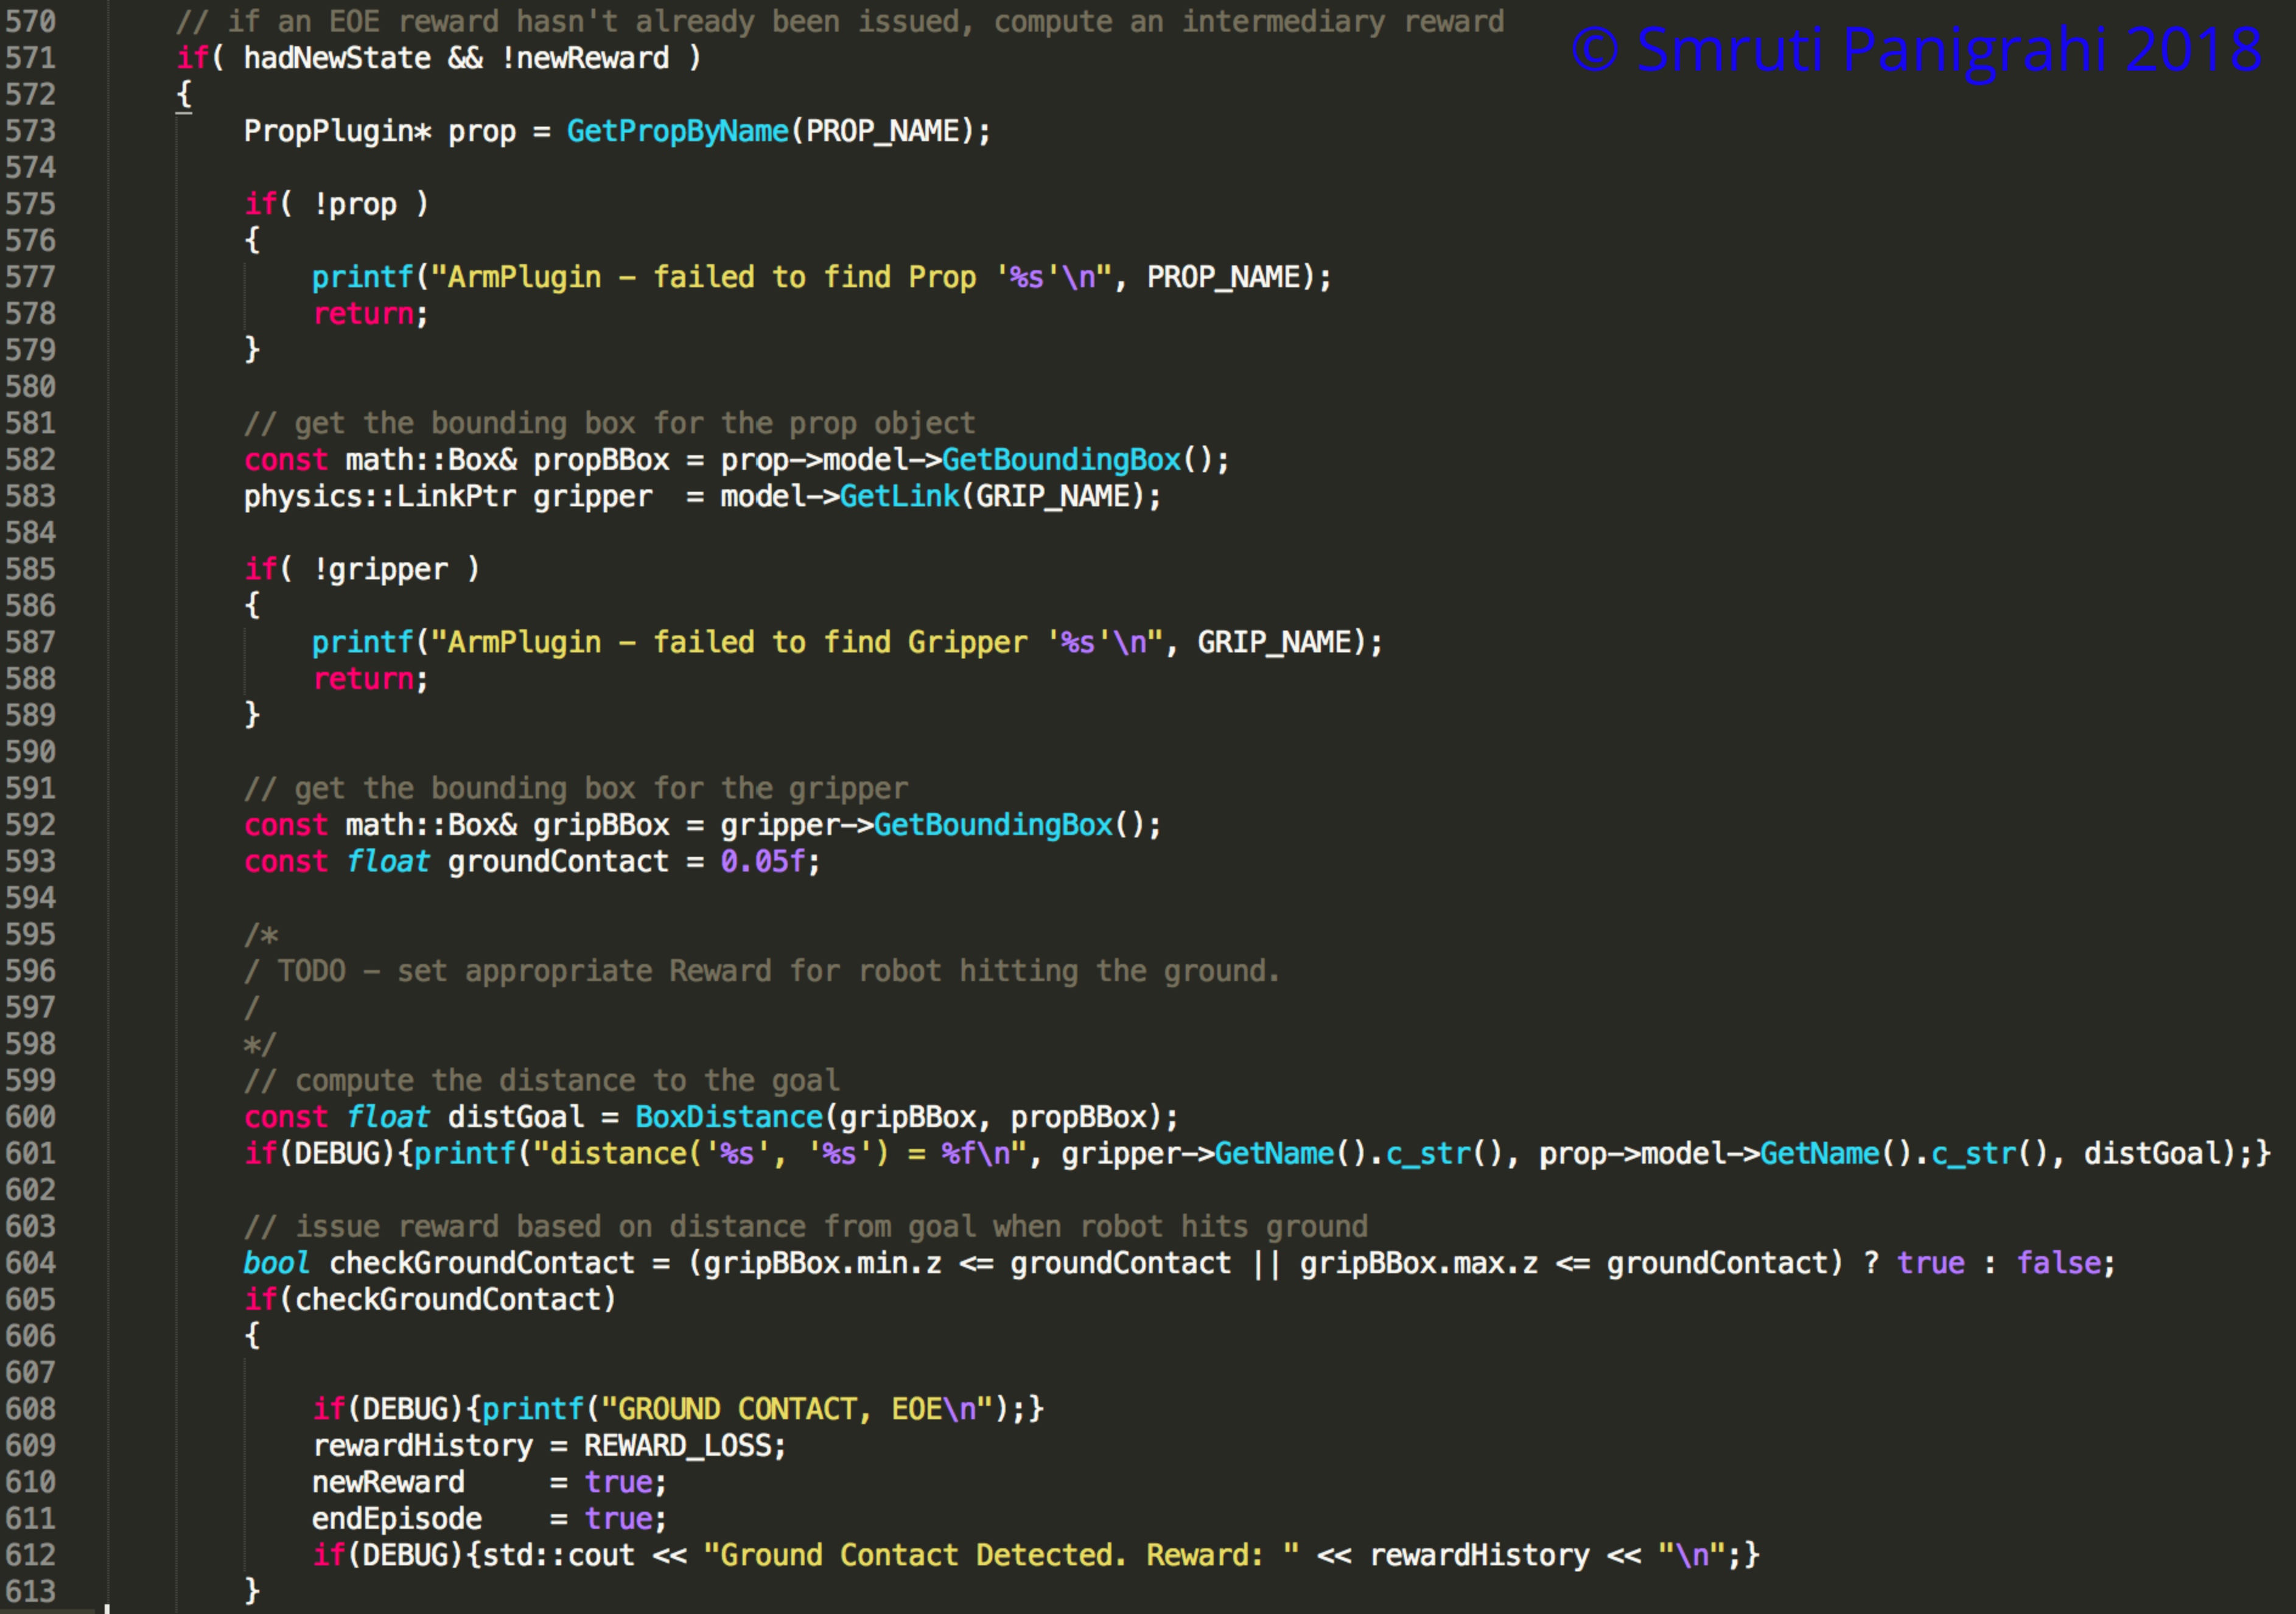 570 // if an EOE reward hasn't already been issued, compute an intermediary reward
© Smruti Panigrahi 2018
571 if( hadNewState && !newReward )
572 {
573 PropPlugin* prop = GetPropByName(PROP_NAME);
574
575 if( !prop )
576 {
577 printf("ArmPlugin - failed to find Prop '%s'\n", PROP_NAME);
578 return;
579 }
580
581 // get the bounding box for the prop object
582 const math::Box& propBBox = prop->model->GetBoundingBox();
583 physics::LinkPtr gripper  = model->GetLink(GRIP_NAME);
584
585 if( !gripper )
586 {
587 printf("ArmPlugin - failed to find Gripper '%s'\n", GRIP_NAME);
588 return;
589 }
590
591 // get the bounding box for the gripper
592 const math::Box& gripBBox = gripper->GetBoundingBox();
593 const float groundContact = 0.05f;
594
595 /*
596 / TODO - set appropriate Reward for robot hitting the ground.
597 /
598 */
599 // compute the distance to the goal
600 const float distGoal = BoxDistance(gripBBox, propBBox);
601 if(DEBUG){printf("distance('%s', '%s') = %f\n", gripper->GetName().c_str(), prop->model->GetName().c_str(), distGoal);}
602
603 // issue reward based on distance from goal when robot hits ground
604 bool checkGroundContact = (gripBBox.min.z <= groundContact || gripBBox.max.z <= groundContact) ? true : false;
605 if(checkGroundContact)
606 {
607
608 if(DEBUG){printf("GROUND CONTACT, EOE\n");}
609 rewardHistory = REWARD_LOSS;
610 newReward     = true;
611 endEpisode    = true;
612 if(DEBUG){std::cout << "Ground Contact Detected. Reward: " << rewardHistory << "\n";}
613 }